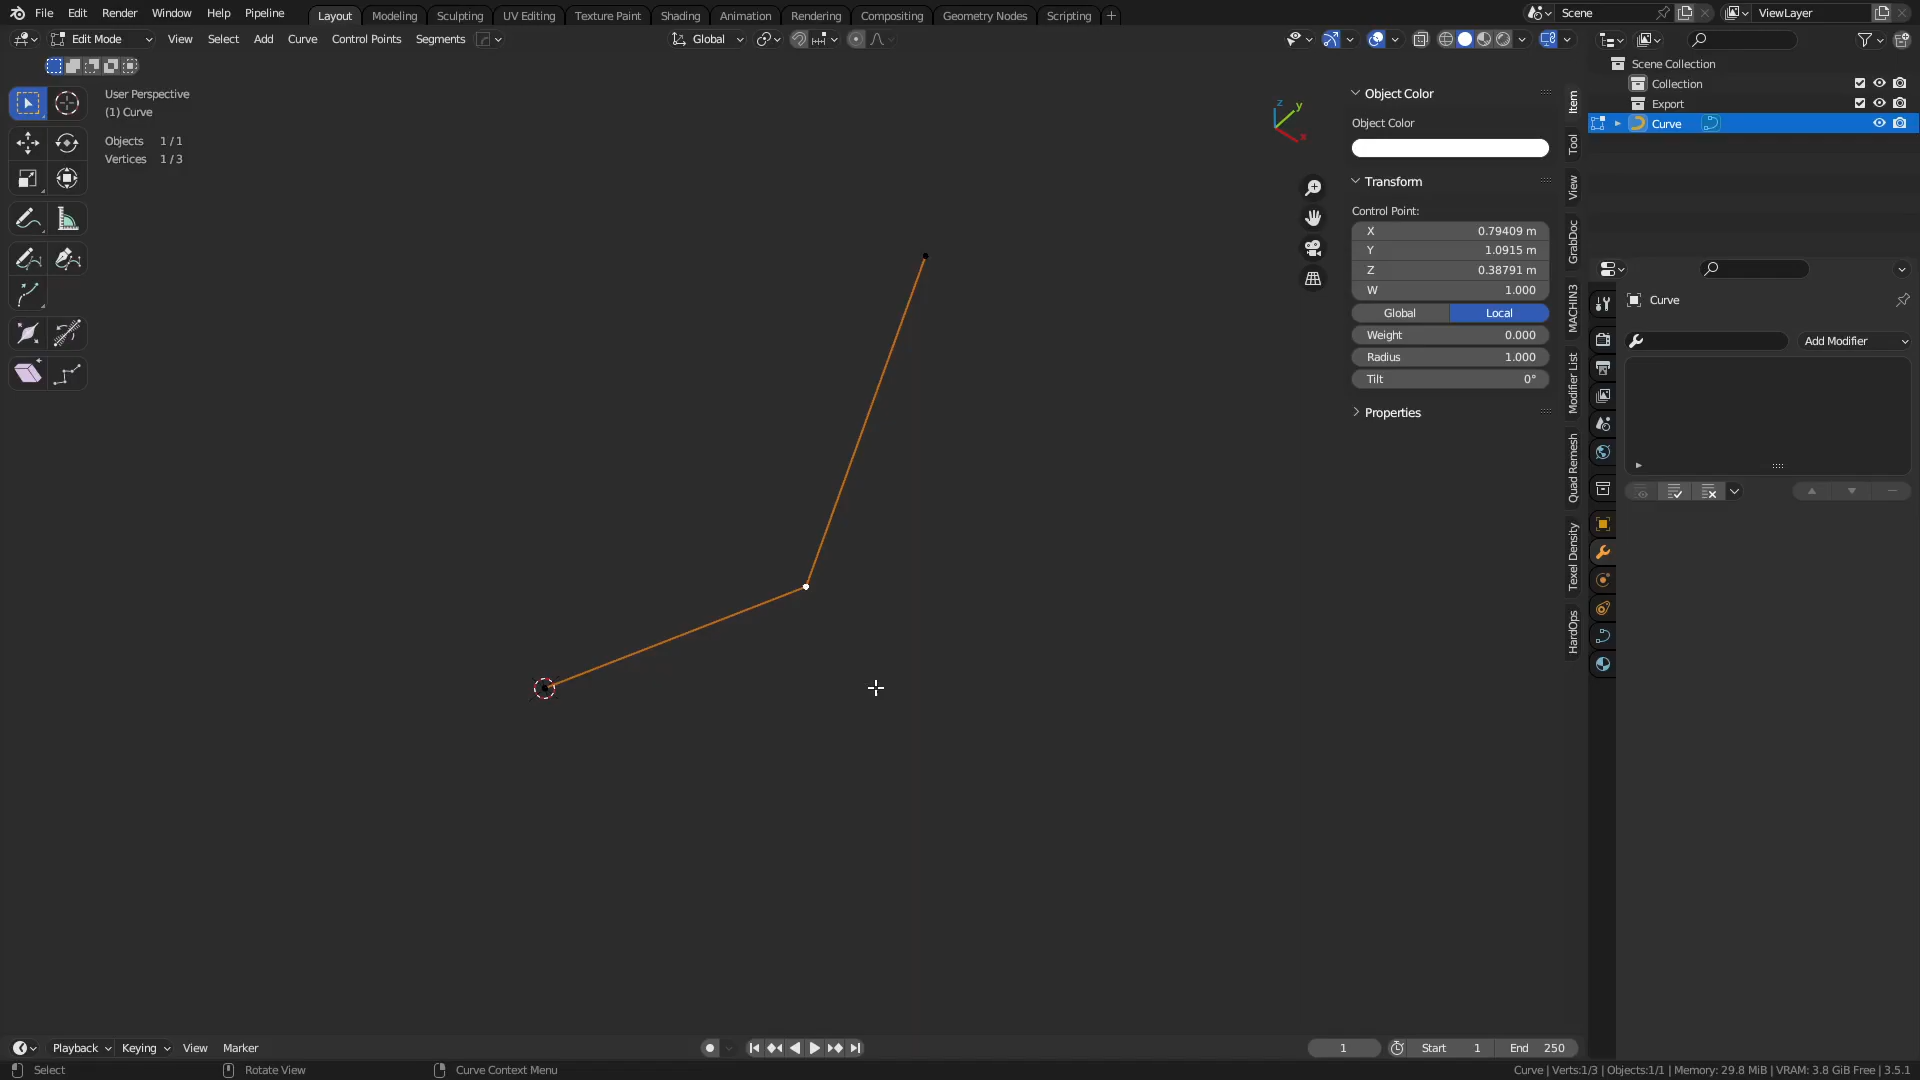 File Edit Render Window Help Pipeline Layout Modeling Sculpting UV Editing Texture Paint Shading Animation Rendering Compositing Geometry Nodes Scripting + Scene ViewLayer
Edit Mode View Select Add Curve Control Points Segments Global
User Perspective
(1) Curve
Objects 1 / 1
Vertices 1 / 3
z y x
Object Color
Object Color
Transform
Control Point:
X 0.79409 m
Y 1.0915 m
Z 0.38791 m
W 1.000
Global Local
Weight 0.000
Radius 1.000
Tilt 0°
Properties
Item
Tool
View
GrabDoc
MACHIN3
Modifier List
Quad Remesh
Texel Density
HardOps
Scene Collection
Collection
Export
Curve
Curve
Add Modifier
Playback Keying View Marker 1 Start 1 End 250
Select Rotate View Curve Context Menu Curve | Verts:1/3 | Objects:1/1 | Memory: 29.8 MiB | VRAM: 3.8 GiB Free | 3.5.1